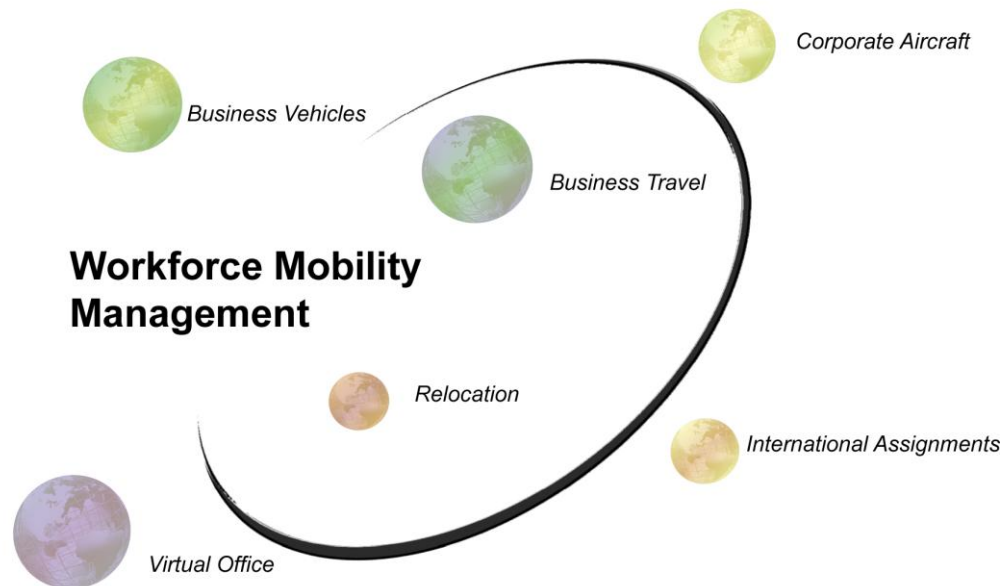 Corporate Aircraft
Business Vehicles
Business Travel
Workforce Mobility
Management
Relocation
International Assignments
Virtual Office